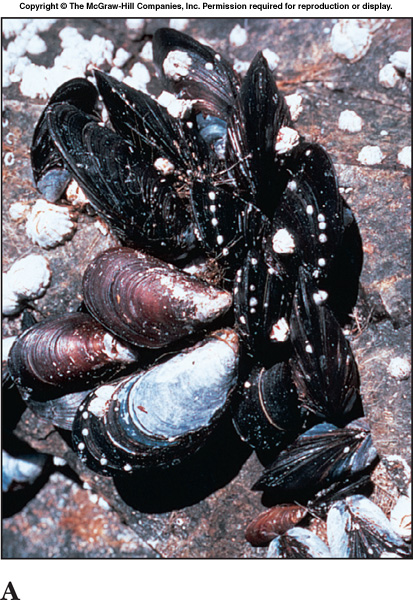 Copyright © The McGraw-Hill Companies, Inc. Permission required for reproduction or display.
A